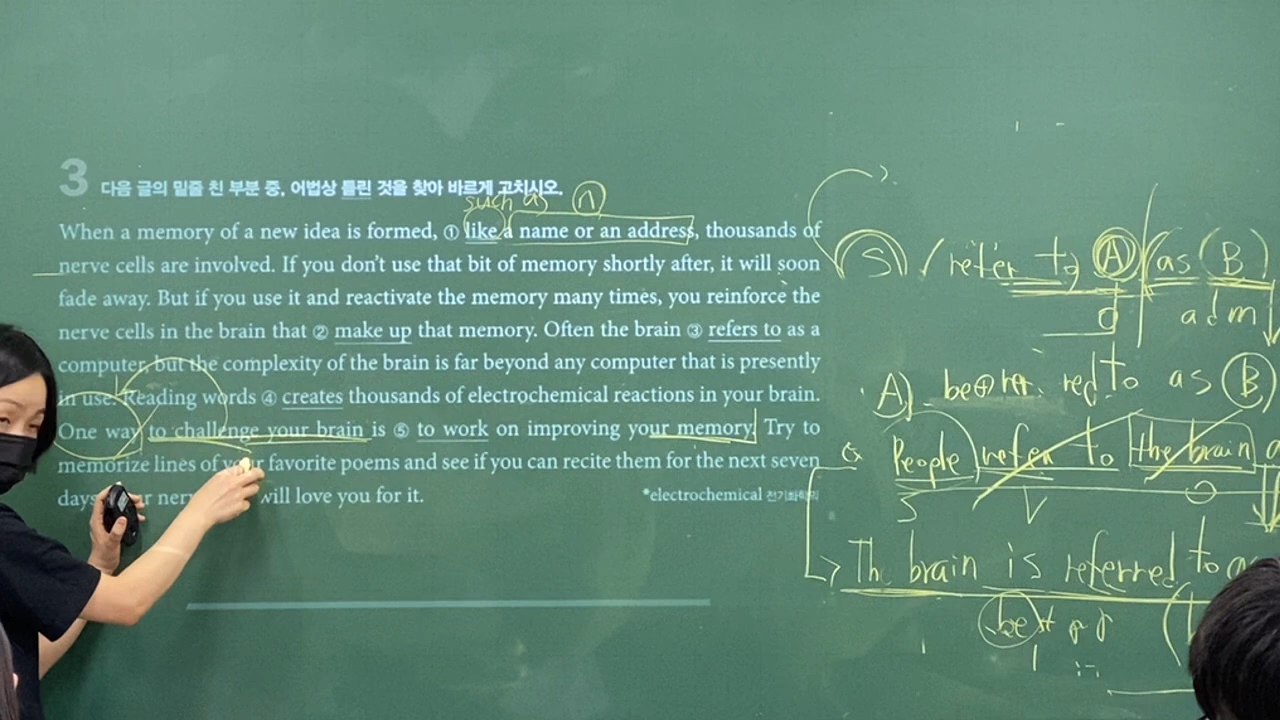 3 다음 글의 밑줄 친 부분 중, 어법상 틀린 것을 찾아 바르게 고치시오.
such as n
When a memory of a new idea is formed, ① like a name or an address, thousands of
nerve cells are involved. If you don't use that bit of memory shortly after, it will soon
fade away. But if you use it and reactivate the memory many times, you reinforce the
nerve cells in the brain that ② make up that memory. Often the brain ③ refers to as a
computer, but the complexity of the brain is far beyond any computer that is presently
in use. Reading words ④ creates thousands of electrochemical reactions in your brain.
One way to challenge your brain is ⑤ to work on improving your memory. Try to
memorize lines of your favorite poems and see if you can recite them for the next seven
days. will love you for it.
*electrochemical 전기화학의
S / refer to A as (B)
A to as B
ex People refer to the brain
S V O
The brain is referred to
be